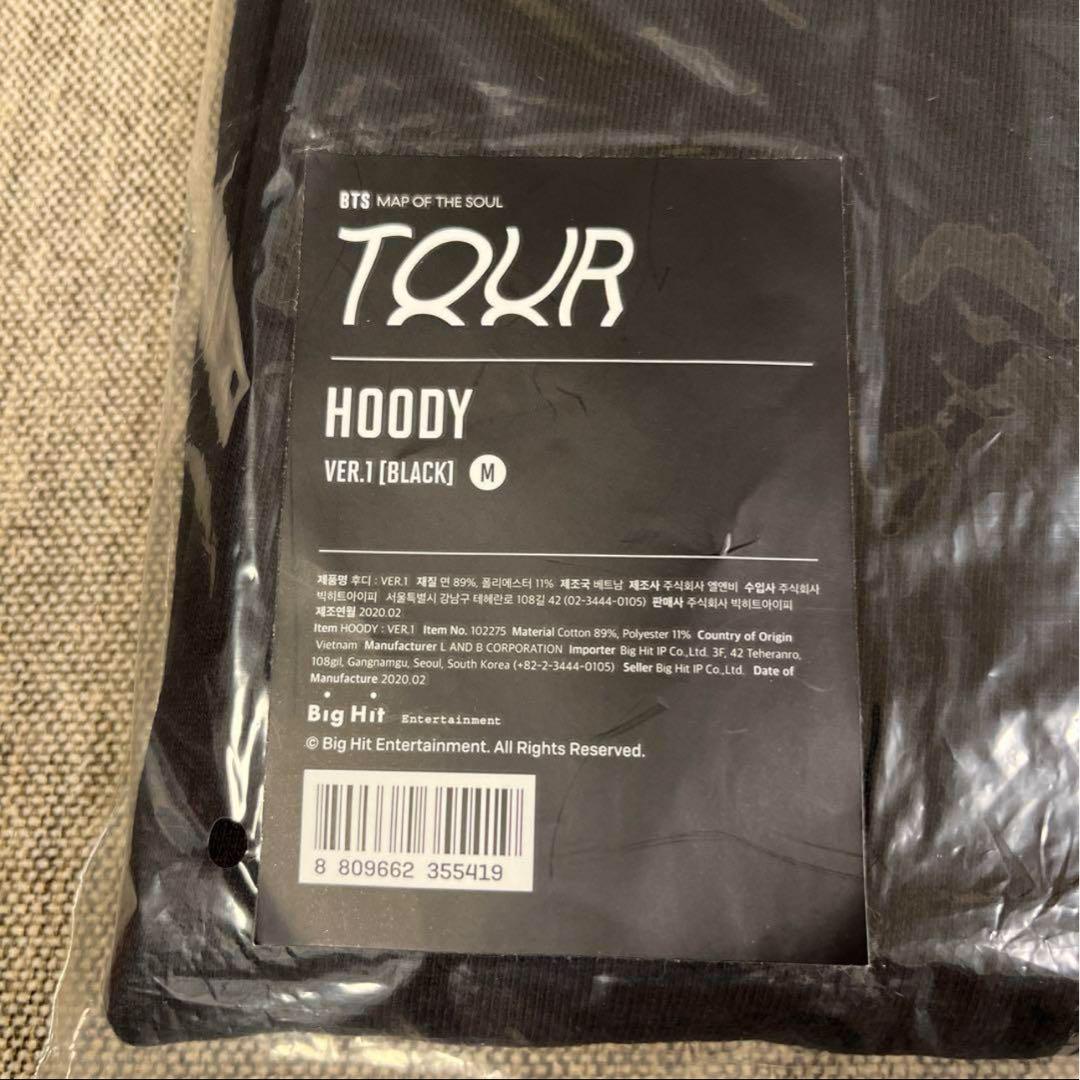 BTS MAP OF THE SOUL
TOUR
HOODY
VER.1 [BLACK] M
제품명 후디 : VER.1 재질 면 89%, 폴리에스터 11% 제조국 베트남 제조사 주식회사 엘앤비 수입사 주식회사
빅히트아이피 서울특별시 강남구 테헤란로 108길 42 (02-3444-0105) 판매사 주식회사 빅히트아이피
제조연월 2020.02
Item HOODY : VER.1 Item No. 102275 Material Cotton 89%, Polyester 11% Country of Origin
Vietnam Manufacturer L AND B CORPORATION Importer Big Hit IP Co.,Ltd. 3F, 42 Teheranro,
108gil, Gangnamgu, Seoul, South Korea (+82-2-3444-0105) Seller Big Hit IP Co.,Ltd. Date of
Manufacture 2020.02
Big Hit Entertainment
© Big Hit Entertainment. All Rights Reserved.
8 809662 355419